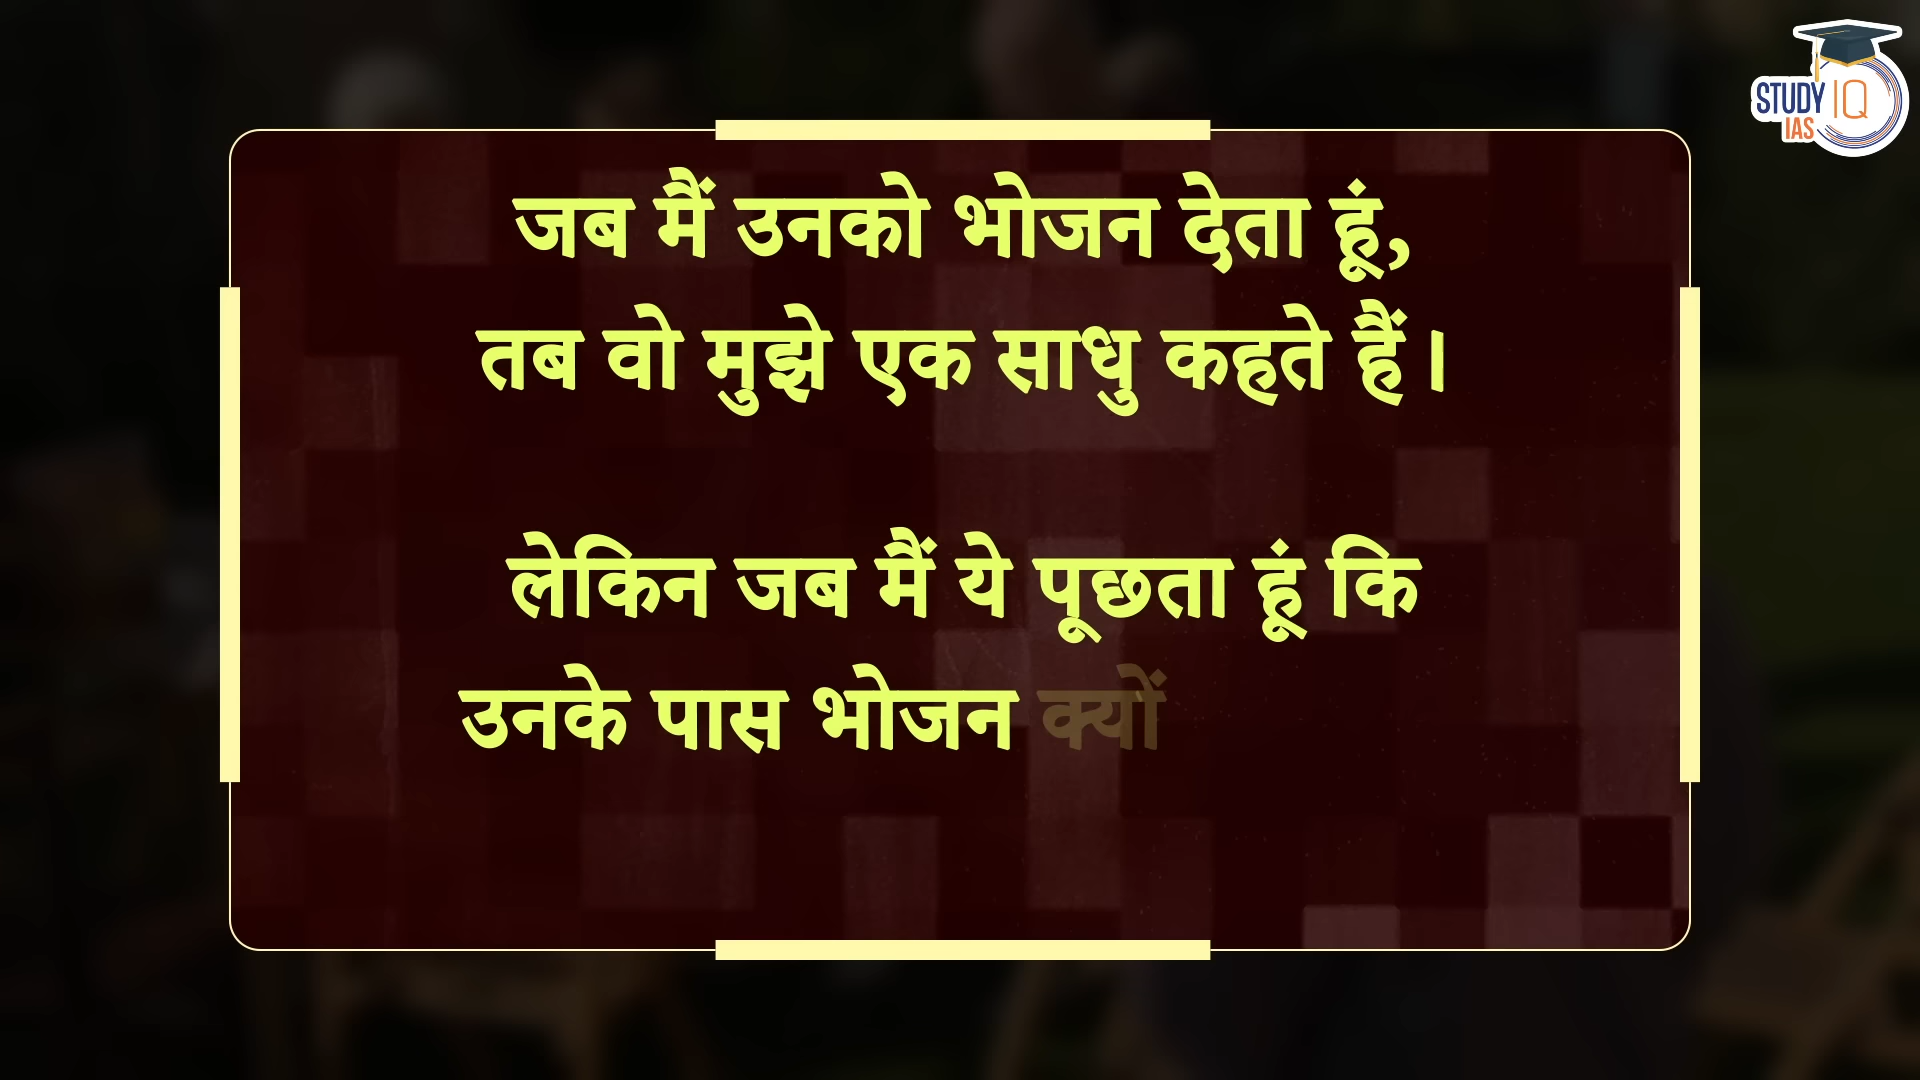 STUDY IQ
IAS
जब मैं उनको भोजन देता हूं,
तब वो मुझे एक साधु कहते हैं।
लेकिन जब मैं ये पूछता हूं कि
उनके पास भोजन क्यों